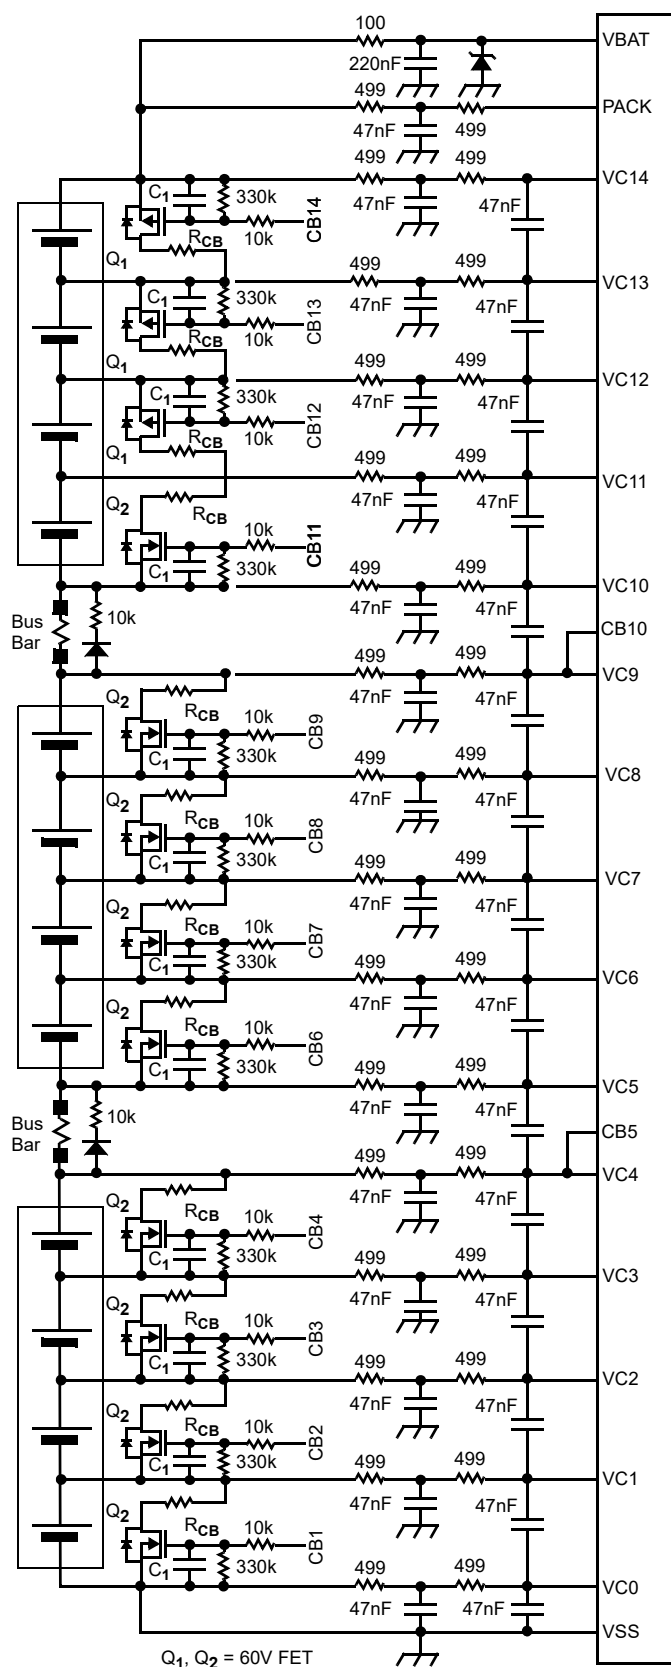 100
VBAT
220nF
499
PACK
47nF 499
499 499
VC14
C1 330k 47nF 47nF
CB14
10k
RCB
Q1
499 499
VC13
C1 330k 47nF 47nF
CB13
10k
RCB
Q1
499 499
VC12
C1 330k 47nF 47nF
CB12
10k
RCB
Q1
499 499
VC11
47nF 47nF
Q2
RCB
10k
CB11
C1 330k
499 499
VC10
47nF 47nF
Bus
Bar
10k
CB10
499 499
VC9
47nF 47nF
Q2
RCB 10k
CB9
C1 330k
499 499
VC8
47nF 47nF
Q2
RCB 10k
CB8
C1 330k
499 499
VC7
47nF 47nF
Q2
RCB 10k
CB7
C1 330k
499 499
VC6
47nF 47nF
Q2
RCB 10k
CB6
C1 330k
499 499
VC5
47nF 47nF
Bus
Bar
10k
CB5
499 499
VC4
47nF 47nF
Q2
RCB 10k
CB4
C1 330k
499 499
VC3
47nF 47nF
Q2
RCB 10k
CB3
C1 330k
499 499
VC2
47nF 47nF
Q2
RCB 10k
CB2
C1 330k
499 499
VC1
47nF 47nF
Q2
RCB 10k
CB1
C1 330k
499 499
VC0
47nF 47nF
VSS
Q1, Q2 = 60V FET